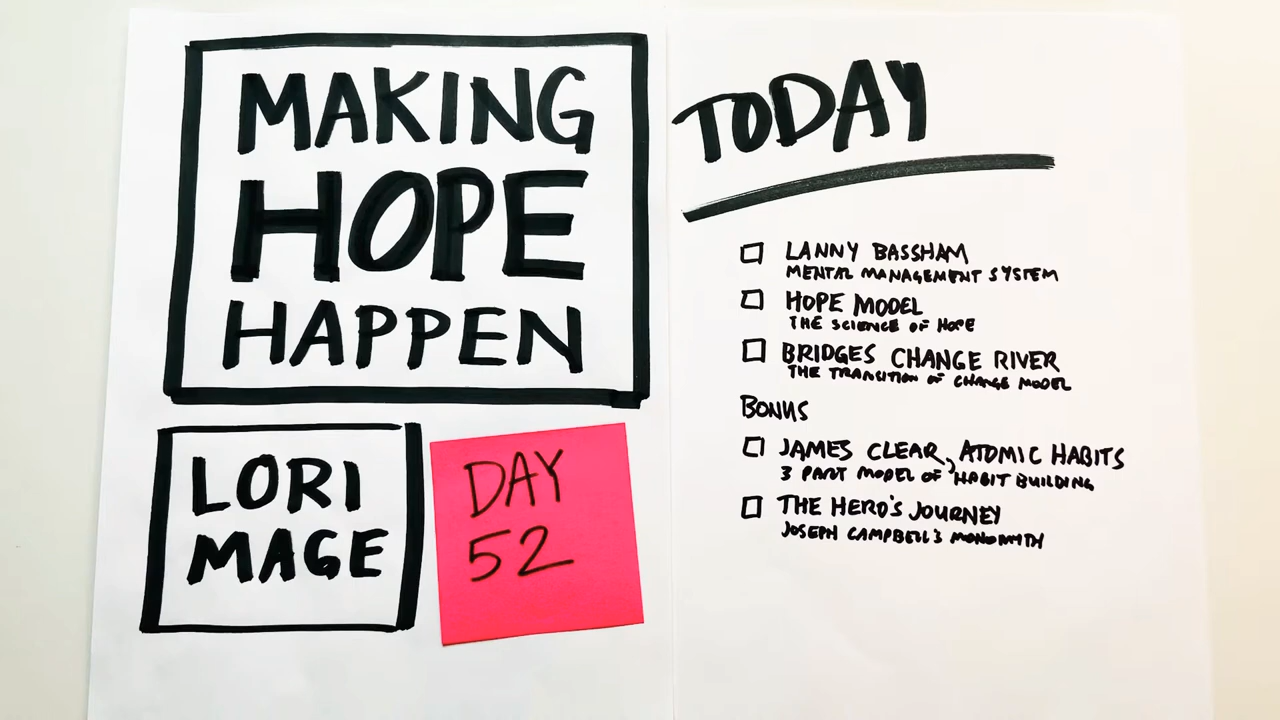 MAKING
HOPE
HAPPEN
LORI
MAGE
DAY
52
TODAY
LANNY BASSHAM
MENTAL MANAGEMENT SYSTEM
HOPE MODEL
THE SCIENCE OF HOPE
BRIDGES CHANGE RIVER
THE TRANSITION OF CHANGE MODEL
BONUS
JAMES CLEAR, ATOMIC HABITS
3 PART MODEL OF HABIT BUILDING
THE HERO'S JOURNEY
JOSEPH CAMPBELL'S MONOMYTH